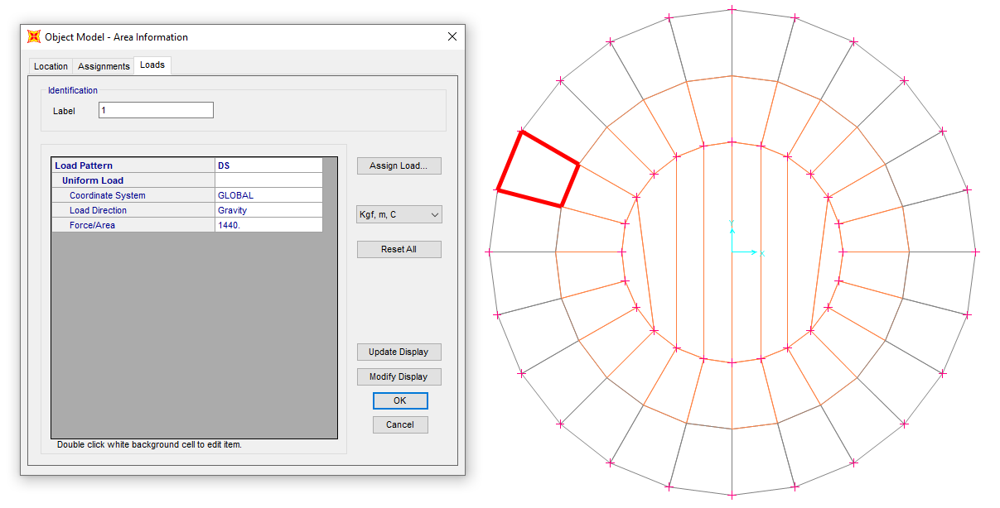 Object Model - Area Information
Location Assignments Loads
Identification
Label 1
Load Pattern DS
Uniform Load
Coordinate System GLOBAL
Load Direction Gravity
Force/Area 1440.
Assign Load...
Kgf, m, C
Reset All
Update Display
Modify Display
OK
Cancel
Double click white background cell to edit item.
Y
X